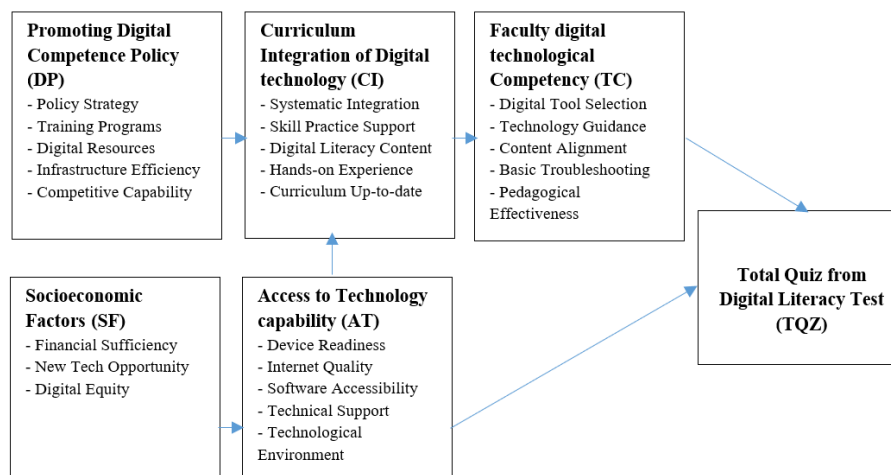 Promoting Digital
Competence Policy
(DP)
- Policy Strategy
- Training Programs
- Digital Resources
- Infrastructure Efficiency
- Competitive Capability
Curriculum
Integration of Digital
technology (CI)
- Systematic Integration
- Skill Practice Support
- Digital Literacy Content
- Hands-on Experience
- Curriculum Up-to-date
Faculty digital
technological
Competency (TC)
- Digital Tool Selection
- Technology Guidance
- Content Alignment
- Basic Troubleshooting
- Pedagogical
Effectiveness
Socioeconomic
Factors (SF)
- Financial Sufficiency
- New Tech Opportunity
- Digital Equity
Access to Technology
capability (AT)
- Device Readiness
- Internet Quality
- Software Accessibility
- Technical Support
- Technological
Environment
Total Quiz from
Digital Literacy Test
(TQZ)